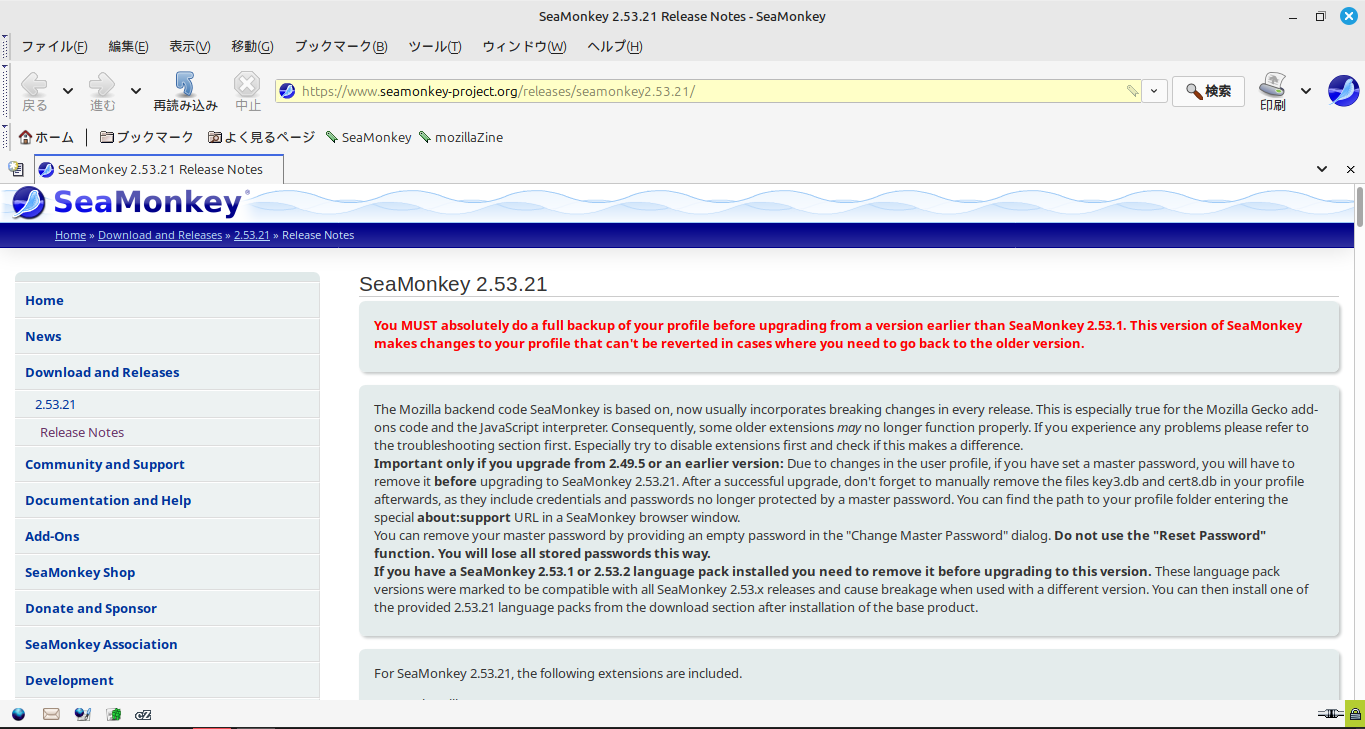 SeaMonkey 2.53.21 Release Notes - SeaMonkey
ファイル(F) 編集(E) 表示(V) 移動(G) ブックマーク(B) ツール(T) ウィンドウ(W) ヘルプ(H)
戻る 進む 再読み込み 中止 https://www.seamonkey-project.org/releases/seamonkey2.53.21/ 検索 印刷
ホーム ブックマーク よく見るページ SeaMonkey mozillaZine
SeaMonkey 2.53.21 Release Notes
SeaMonkey®
Home » Download and Releases » 2.53.21 » Release Notes
Home
News
Download and Releases
2.53.21
Release Notes
Community and Support
Documentation and Help
Add-Ons
SeaMonkey Shop
Donate and Sponsor
SeaMonkey Association
Development
SeaMonkey 2.53.21
You MUST absolutely do a full backup of your profile before upgrading from a version earlier than SeaMonkey 2.53.1. This version of SeaMonkey
makes changes to your profile that can't be reverted in cases where you need to go back to the older version.
The Mozilla backend code SeaMonkey is based on, now usually incorporates breaking changes in every release. This is especially true for the Mozilla Gecko add-
ons code and the JavaScript interpreter. Consequently, some older extensions may no longer function properly. If you experience any problems please refer to
the troubleshooting section first. Especially try to disable extensions first and check if this makes a difference.
Important only if you upgrade from 2.49.5 or an earlier version: Due to changes in the user profile, if you have set a master password, you will have to
remove it before upgrading to SeaMonkey 2.53.21. After a successful upgrade, don't forget to manually remove the files key3.db and cert8.db in your profile
afterwards, as they include credentials and passwords no longer protected by a master password. You can find the path to your profile folder entering the
special about:support URL in a SeaMonkey browser window.
You can remove your master password by providing an empty password in the "Change Master Password" dialog. Do not use the "Reset Password"
function. You will lose all stored passwords this way.
If you have a SeaMonkey 2.53.1 or 2.53.2 language pack installed you need to remove it before upgrading to this version. These language pack
versions were marked to be compatible with all SeaMonkey 2.53.x releases and cause breakage when used with a different version. You can then install one of
the provided 2.53.21 language packs from the download section after installation of the base product.
For SeaMonkey 2.53.21, the following extensions are included.
cZ